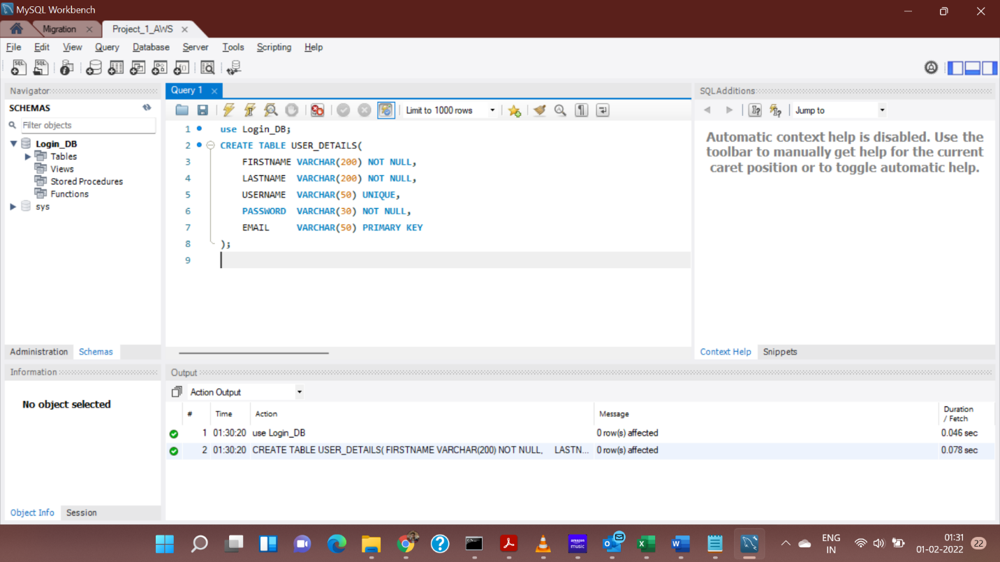 MySQL Workbench
Migration
Project_1_AWS
File Edit View Query Database Server Tools Scripting Help
Navigator
SCHEMAS
Filter objects
Login_DB
Tables
Views
Stored Procedures
Functions
sys
Administration Schemas
Information
No object selected
Object Info Session
Query 1
Limit to 1000 rows
1 use Login_DB;
2 CREATE TABLE USER_DETAILS(
3 FIRSTNAME VARCHAR(200) NOT NULL,
4 LASTNAME VARCHAR(200) NOT NULL,
5 USERNAME VARCHAR(50) UNIQUE,
6 PASSWORD VARCHAR(30) NOT NULL,
7 EMAIL VARCHAR(50) PRIMARY KEY
8 );
9
SQLAdditions
Jump to
Automatic context help is disabled. Use the
toolbar to manually get help for the current
caret position or to toggle automatic help.
Context Help Snippets
Output
Action Output
# Time Action Message Duration / Fetch
1 01:30:20 use Login_DB 0 row(s) affected 0.046 sec
2 01:30:20 CREATE TABLE USER_DETAILS( FIRSTNAME VARCHAR(200) NOT NULL, LASTN... 0 row(s) affected 0.078 sec
amazon
music
ENG
IN
01:31
01-02-2022
22